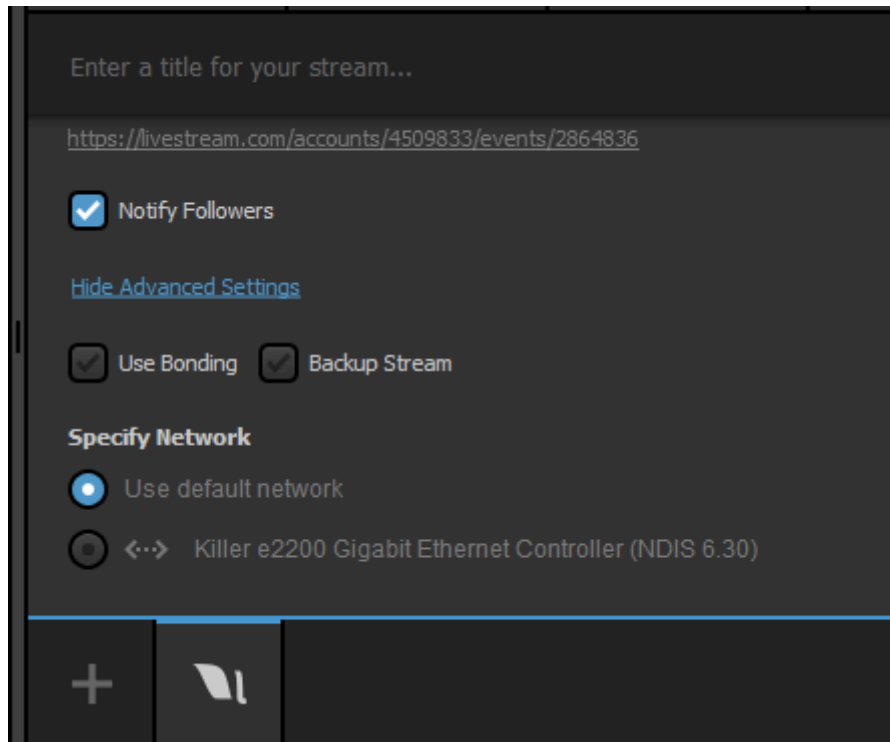 Enter a title for your stream...
https://livestream.com/accounts/4509833/events/2864836
Notify Followers
Hide Advanced Settings
Use Bonding Backup Stream
Specify Network
Use default network
Killer e2200 Gigabit Ethernet Controller (NDIS 6.30)